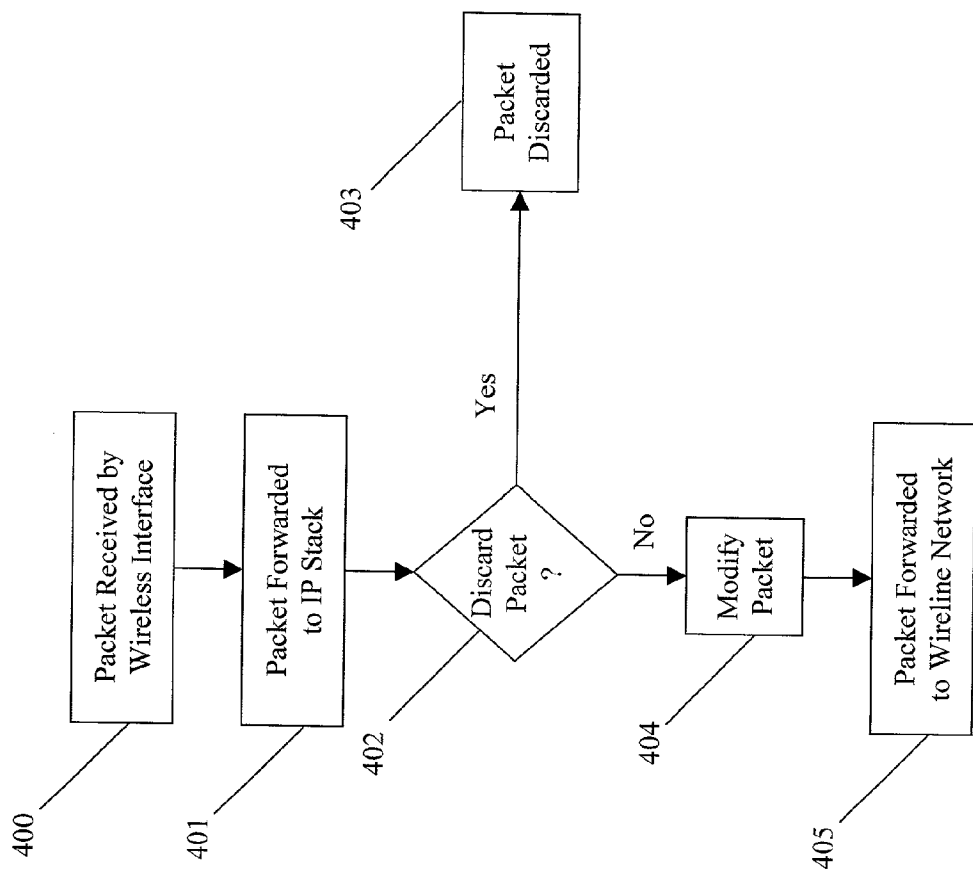 400
Packet Received by
Wireless Interface
401
Packet Forwarded
to IP Stack
402
Discard
Packet
?
Yes
403
Packet
Discarded
No
404
Modify
Packet
405
Packet Forwarded
to Wireline Network